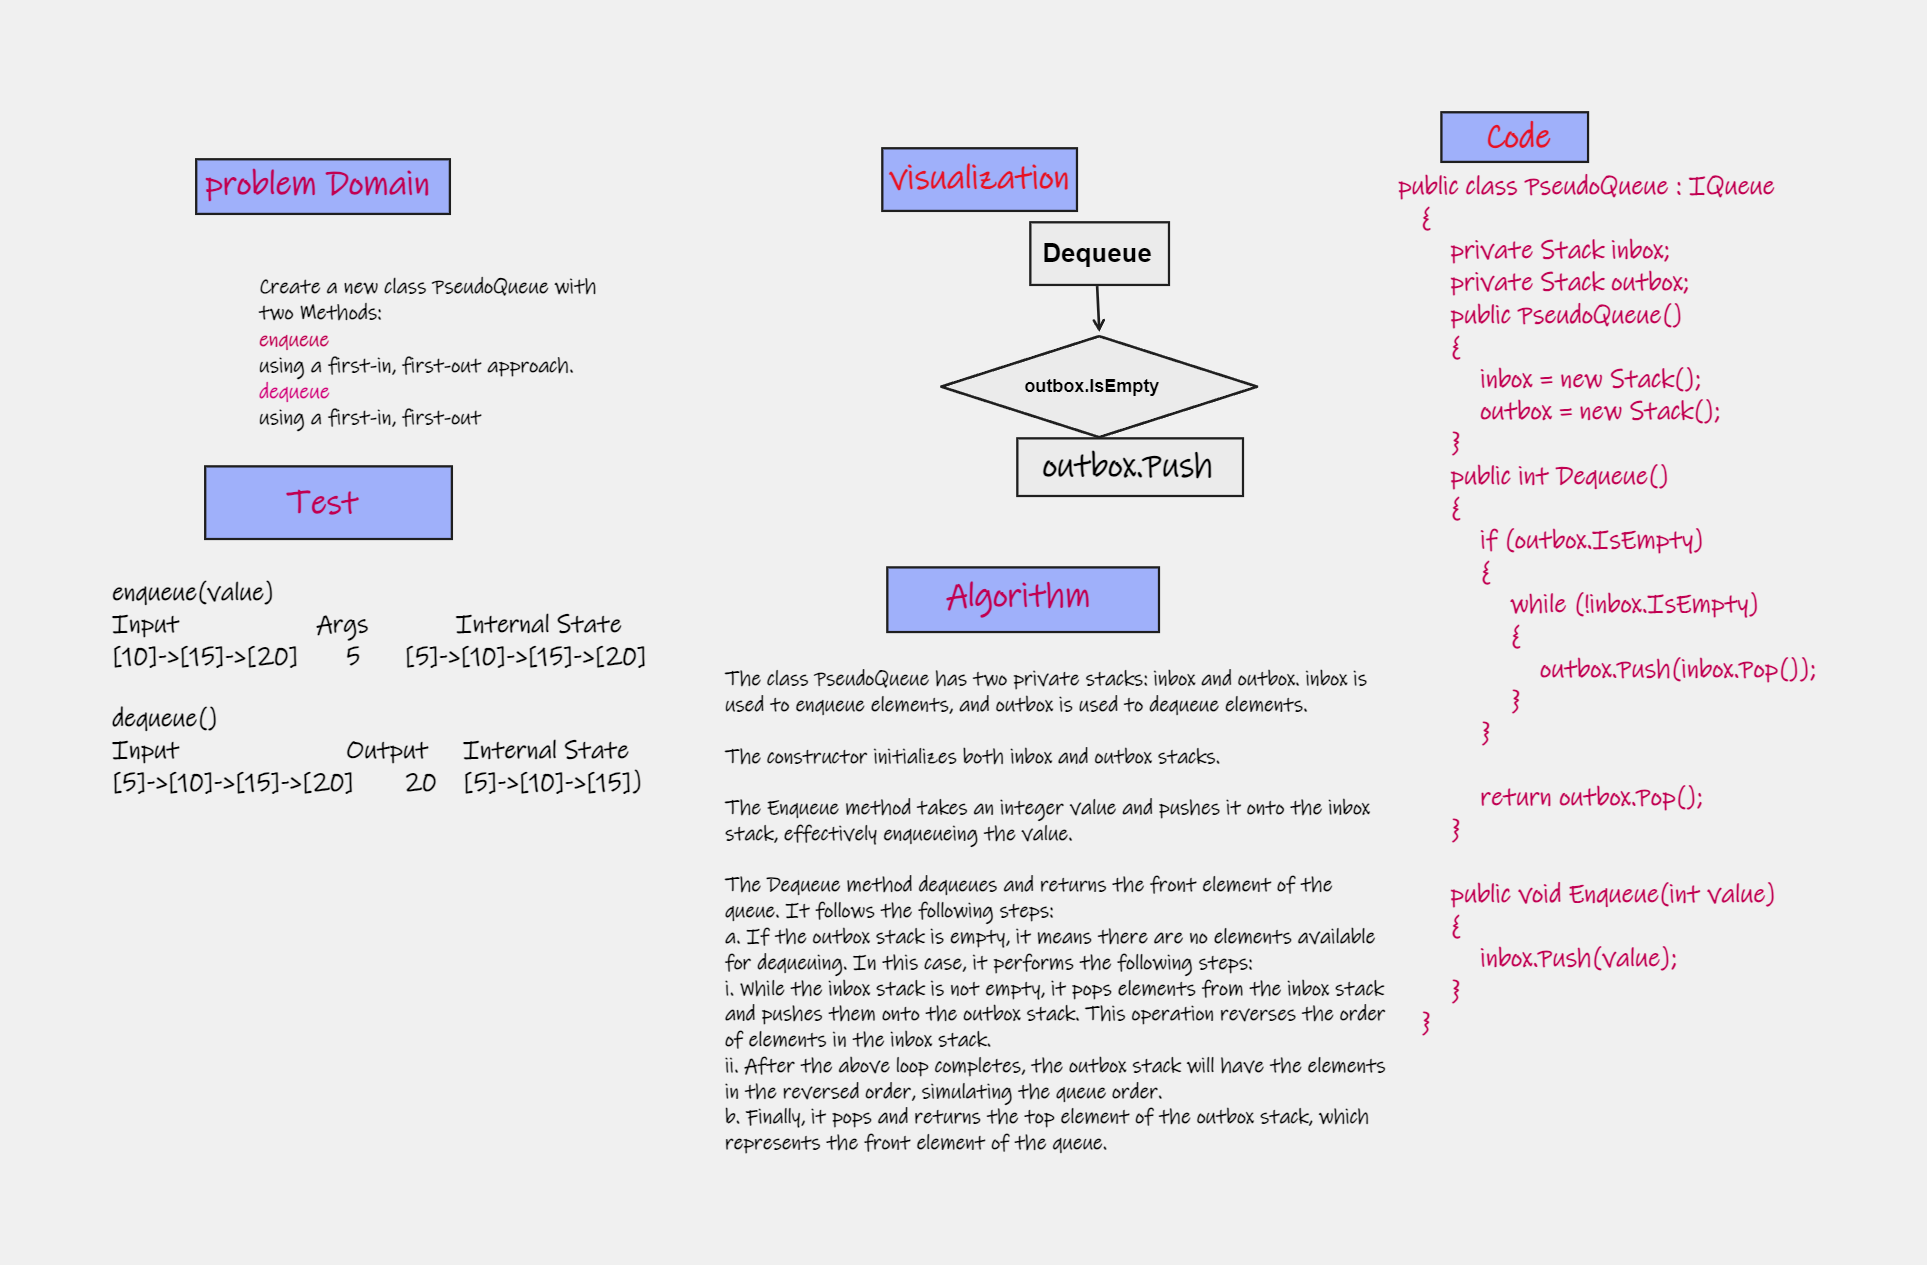 problem Domain
Create a new class PseudoQueue with
two Methods:
enqueue
using a first-in, first-out approach.
dequeue
using a first-in, first-out
Test
enqueue(value)
Input Args Internal State
[10]->[15]->[20] 5 [5]->[10]->[15]->[20]
dequeue()
Input Output Internal State
[5]->[10]->[15]->[20] 20 [5]->[10]->[15])
visualization
Dequeue
outbox.IsEmpty
outbox.Push
Algorithm
The class PseudoQueue has two private stacks: inbox and outbox. inbox is
used to enqueue elements, and outbox is used to dequeue elements.
The constructor initializes both inbox and outbox stacks.
The Enqueue method takes an integer value and pushes it onto the inbox
stack, effectively enqueueing the value.
The Dequeue method dequeues and returns the front element of the
queue. It follows the following steps:
a. If the outbox stack is empty, it means there are no elements available
for dequeuing. In this case, it performs the following steps:
i. While the inbox stack is not empty, it pops elements from the inbox stack
and pushes them onto the outbox stack. This operation reverses the order
of elements in the inbox stack.
ii. After the above loop completes, the outbox stack will have the elements
in the reversed order, simulating the queue order.
b. Finally, it pops and returns the top element of the outbox stack, which
represents the front element of the queue.
Code
public class PseudoQueue : IQueue
{
private Stack inbox;
private Stack outbox;
public PseudoQueue()
{
inbox = new Stack();
outbox = new Stack();
}
public int Dequeue()
{
if (outbox.IsEmpty)
{
while (!inbox.IsEmpty)
{
outbox.Push(inbox.Pop());
}
}
return outbox.Pop();
}
public void Enqueue(int value)
{
inbox.Push(value);
}
}